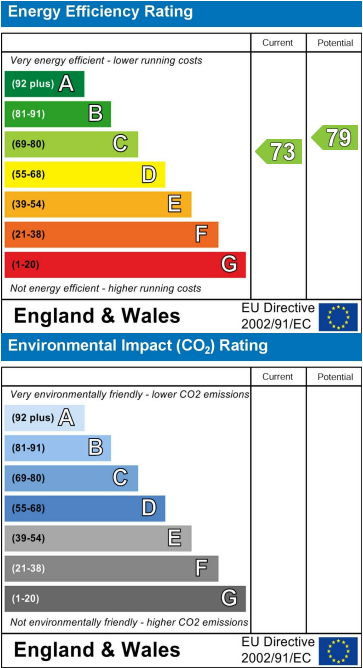 Energy Efficiency Rating
Current Potential
Very energy efficient - lower running costs
(92 plus) A
(81-91) B
(69-80) C
(55-68) D
(39-54) E
(21-38) F
(1-20) G
73
79
Not energy efficient - higher running costs
England & Wales
EU Directive
2002/91/EC
Environmental Impact (CO₂) Rating
Current Potential
Very environmentally friendly - lower CO2 emissions
(92 plus) A
(81-91) B
(69-80) C
(55-68) D
(39-54) E
(21-38) F
(1-20) G
Not environmentally friendly - higher CO2 emissions
England & Wales
EU Directive
2002/91/EC